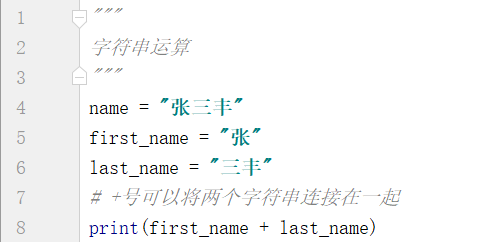 1 """
2 字符串运算
3 """
4 name = "张三丰"
5 first_name = "张"
6 last_name = "三丰"
7 # +号可以将两个字符串连接在一起
8 print(first_name + last_name)